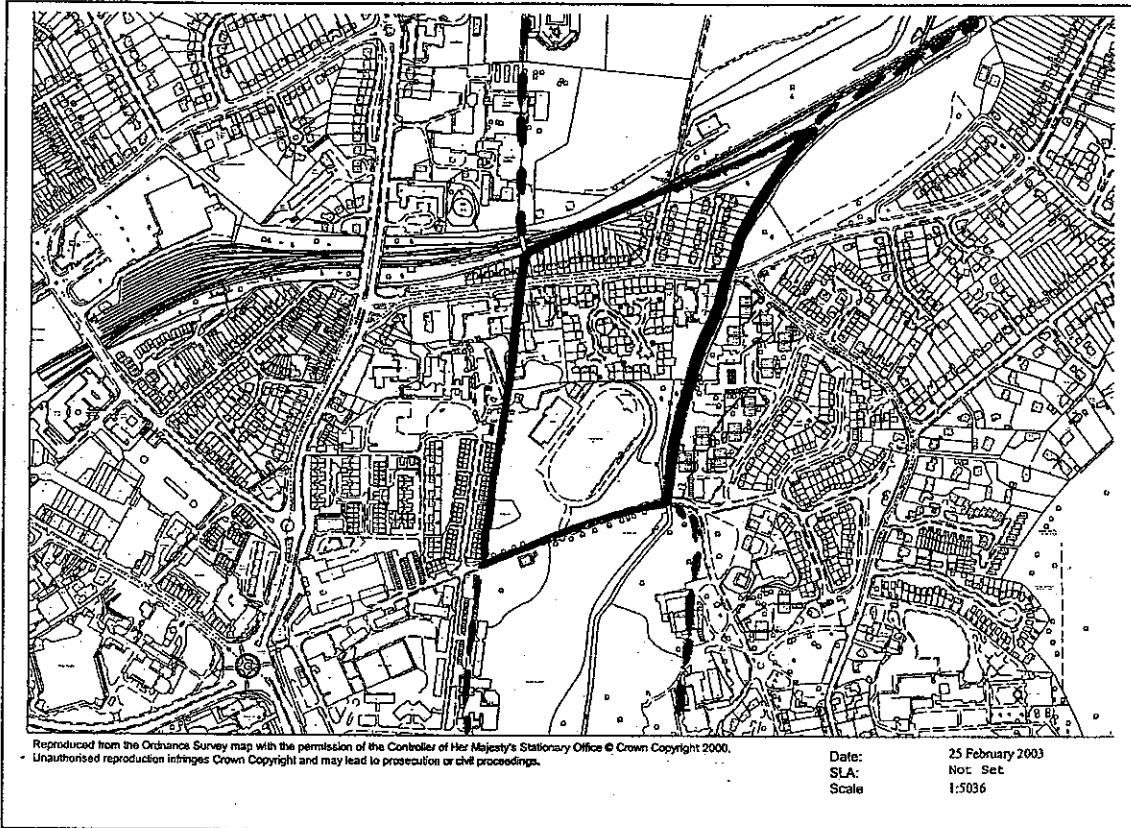 Reproduced from the Ordnance Survey map with the permission of the Controller of Her Majesty's Stationary Office © Crown Copyright 2000.
Unauthorised reproduction infringes Crown Copyright and may lead to prosecution or civil proceedings.
Date: 25 February 2003
SLA: Not Set
Scale 1:5036